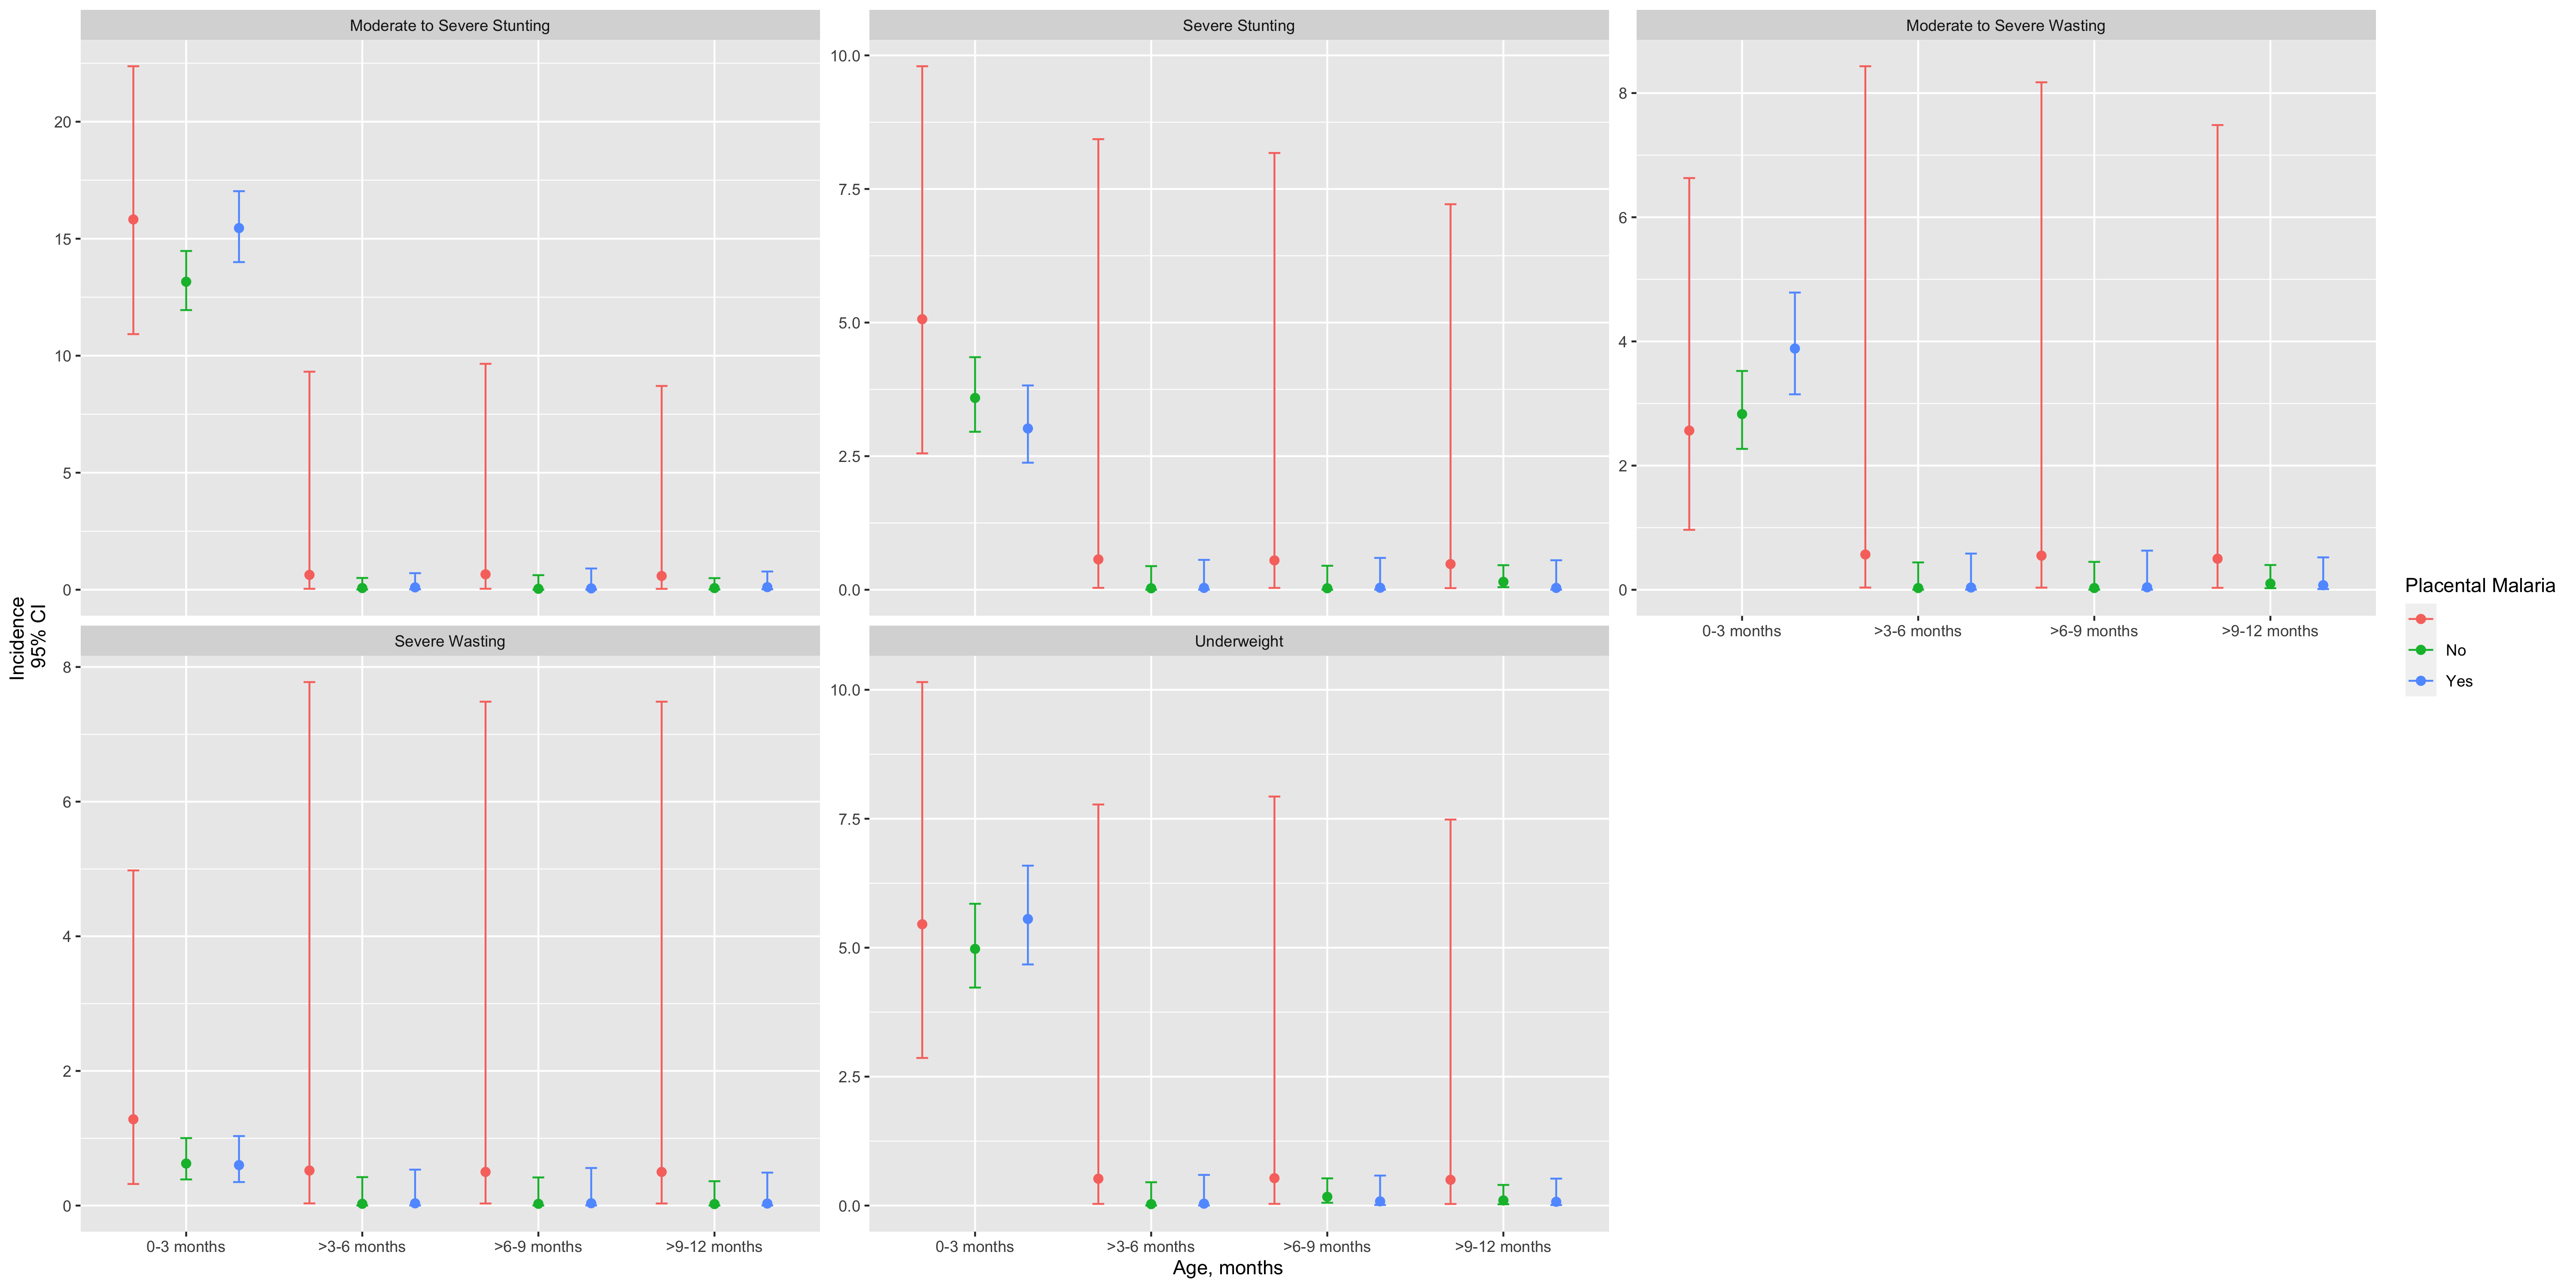 Moderate to Severe Stunting
Severe Stunting
Moderate to Severe Wasting
20
15
10
5
0
10.0
7.5
5.0
2.5
0.0
8
6
4
2
0
0-3 months
>3-6 months
>6-9 months
>9-12 months
Incidence
95% CI
Severe Wasting
Underweight
8
6
4
2
0
10.0
7.5
5.0
2.5
0.0
0-3 months
>3-6 months
>6-9 months
>9-12 months
0-3 months
>3-6 months
>6-9 months
>9-12 months
Age, months
Placental Malaria
No
Yes